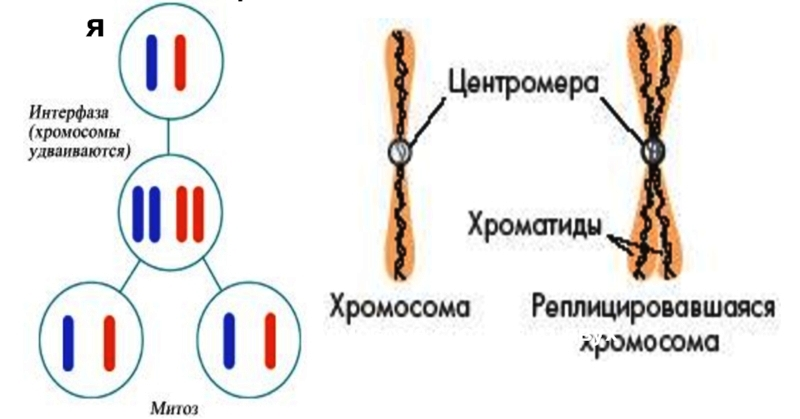 я
Интерфаза
(хромосомы
удваиваются)
Митоз
Центромера
Хроматиды
Хромосома
Реплицировавшаяся
хромосома